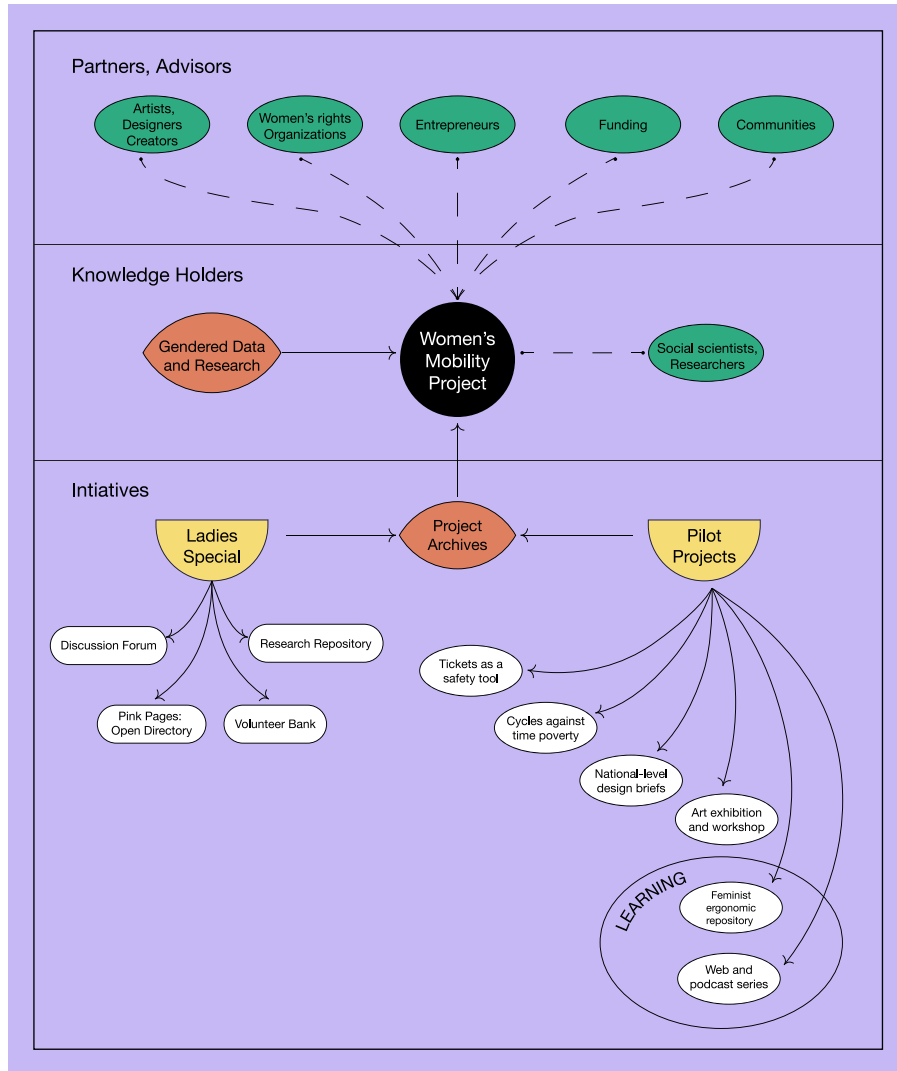 Partners, Advisors
Artists,
Designers
Creators
Women's rights
Organizations
Entrepreneurs
Funding
Communities
Knowledge Holders
Gendered Data
and Research
Women's
Mobility
Project
Social scientists,
Researchers
Intiatives
Ladies
Special
Project
Archives
Pilot
Projects
Discussion Forum
Research Repository
Pink Pages:
Open Directory
Volunteer Bank
Tickets as a
safety tool
Cycles against
time poverty
National-level
design briefs
Art exhibition
and workshop
LEARNING
Feminist
ergonomic
repository
Web and
podcast series